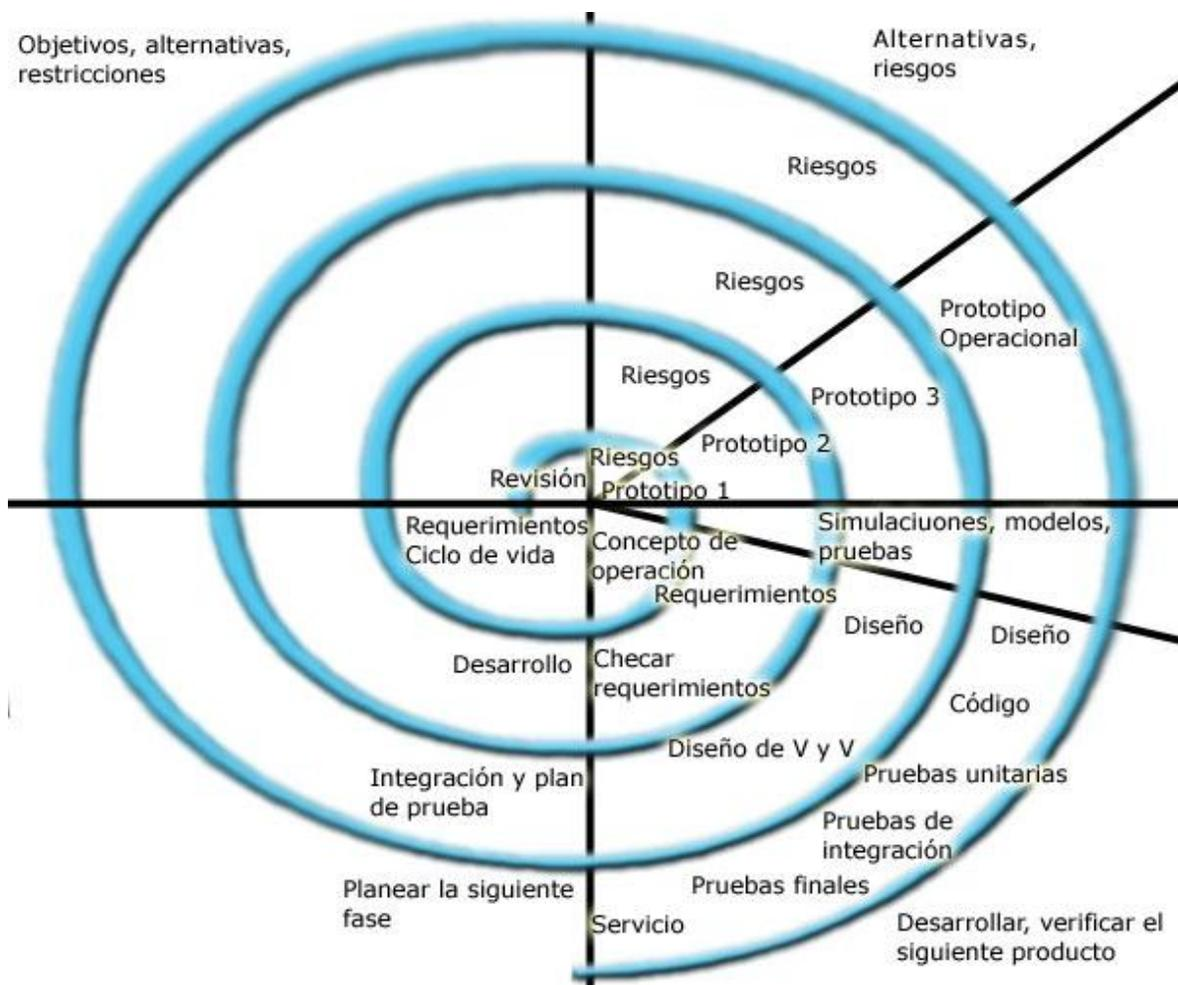 Objetivos, alternativas,
restricciones
Alternativas,
riesgos
Riesgos
Riesgos
Prototipo
Operacional
Riesgos
Prototipo 3
Prototipo 2
Riesgos
Revisión
Prototipo 1
Requerimientos
Ciclo de vida
Concepto de
operación
Simulaciuones, modelos,
pruebas
Requerimientos
Diseño
Diseño
Desarrollo
Checar
requerimientos
Código
Diseño de V y V
Integración y plan
de prueba
Pruebas unitarias
Pruebas de
integración
Planear la siguiente
fase
Pruebas finales
Servicio
Desarrollar, verificar el
siguiente producto